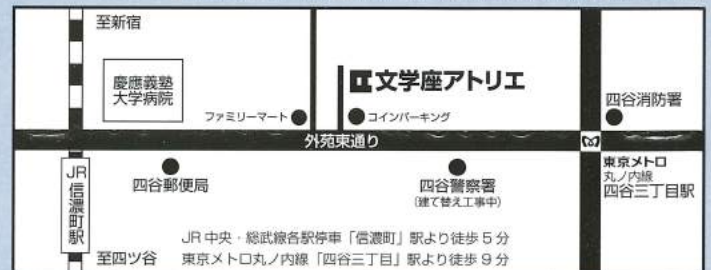 至新宿
慶應義塾
大学病院
文学座アトリエ
ファミリーマート
コインパーキング
四谷消防署
外苑東通り
JR
信濃町駅
四谷郵便局
四谷警察署
(建て替え工事中)
東京メトロ
丸ノ内線
四谷三丁目駅
至四ツ谷
JR中央・総武線各駅停車「信濃町」駅より徒歩5分
東京メトロ丸ノ内線「四谷三丁目」駅より徒歩9分